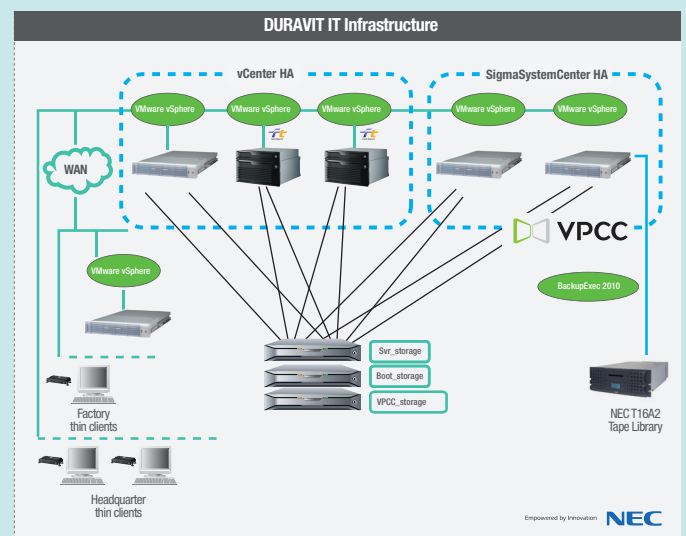 DURAVIT IT Infrastructure
vCenter HA
SigmaSystemCenter HA
VMware vSphere
VMware vSphere
VMware vSphere
VMware vSphere
VMware vSphere
ft
ft
WAN
VPCC
VMware vSphere
BackupExec 2010
Svr_storage
Boot_storage
VPCC_storage
Factory
thin clients
NEC T16A2
Tape Library
Headquarter
thin clients
Empowered by Innovation
NEC